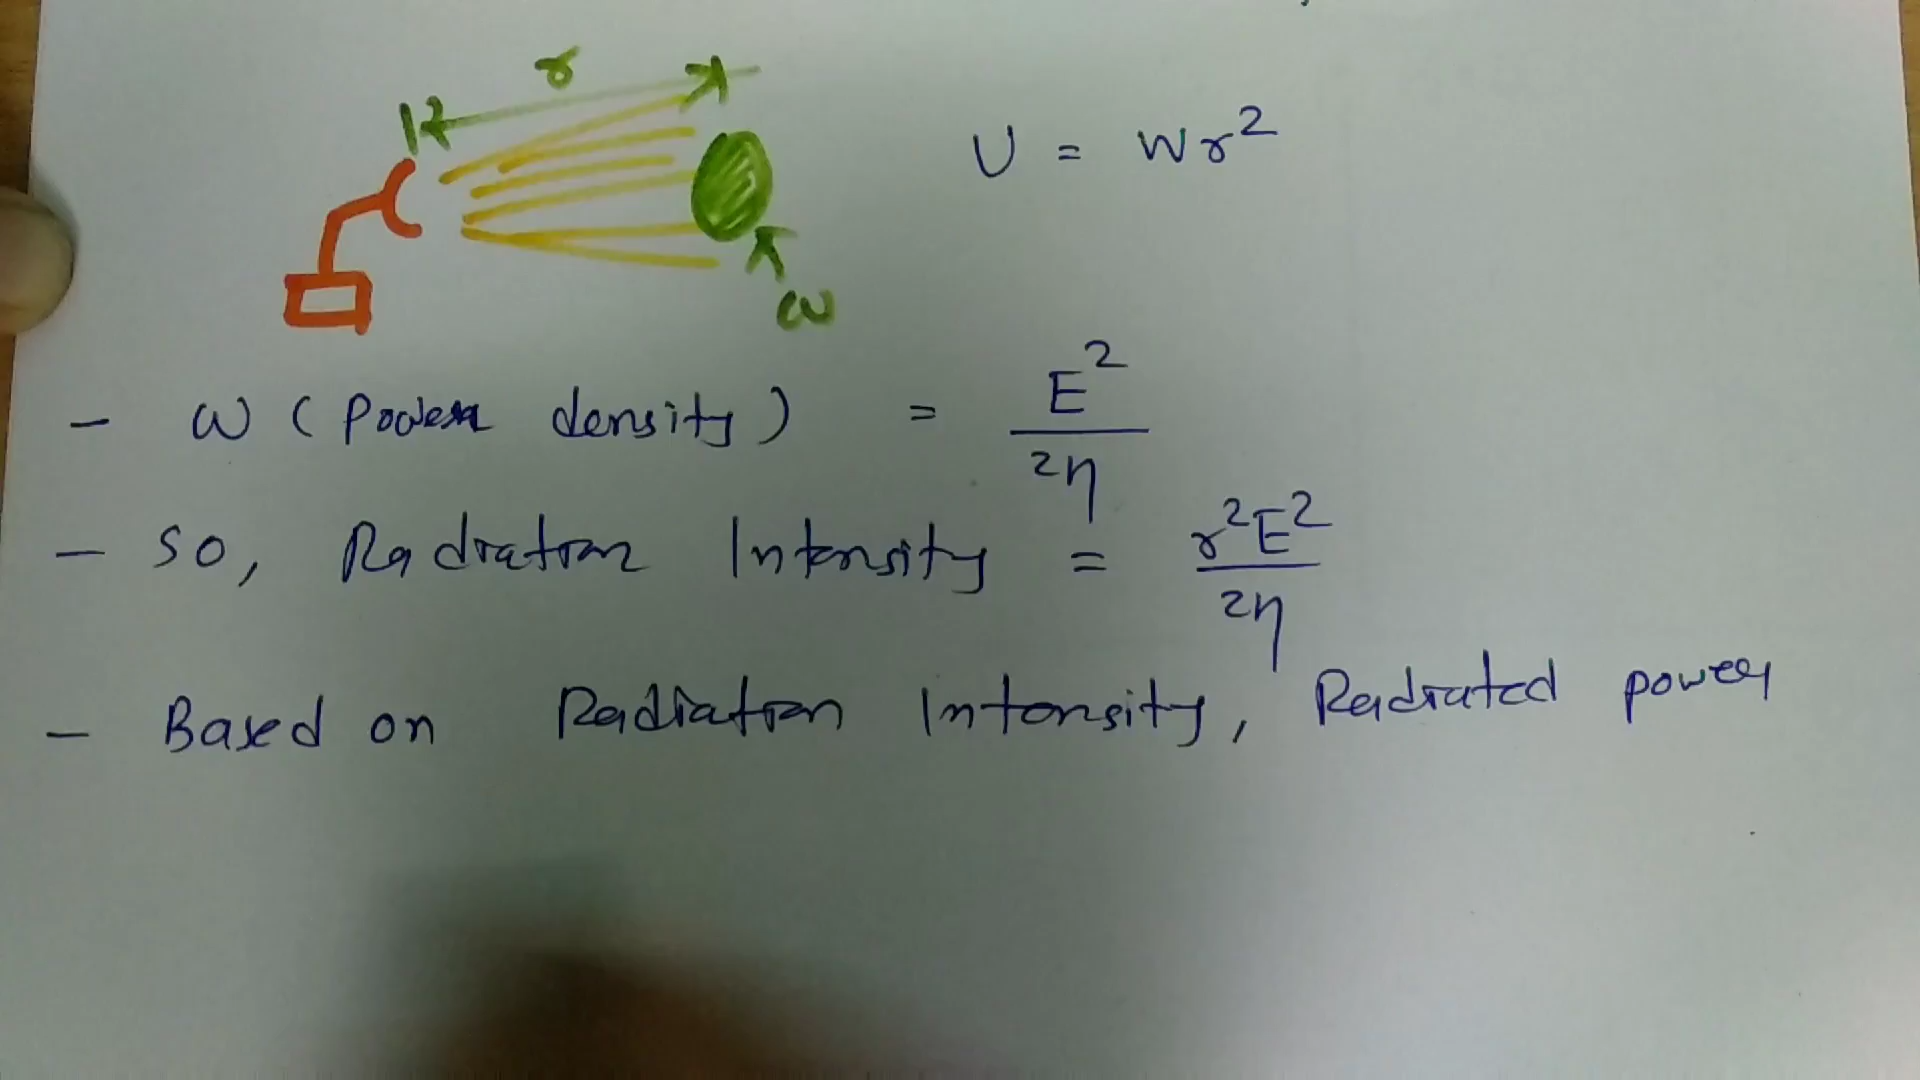 r
U = Wr²
W
- W (Power density) = E² / 2η
- So, Radiation Intensity = r²E² / 2η
- Based on Radiation Intensity, Radiated power